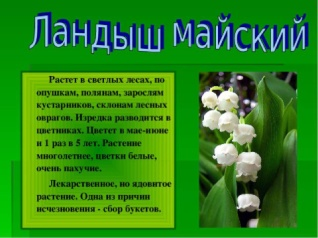 Ландыш майский
Растет в светлых лесах, по
опушкам, полянам, зарослям
кустарников, склонам лесных
оврагов. Изредка разводится в
цветниках. Цветет в мае-июне
и 1 раз в 5 лет. Растение
многолетнее, цветки белые,
очень пахучие.
Лекарственное, но ядовитое
растение. Одна из причин
исчезновения - сбор букетов.